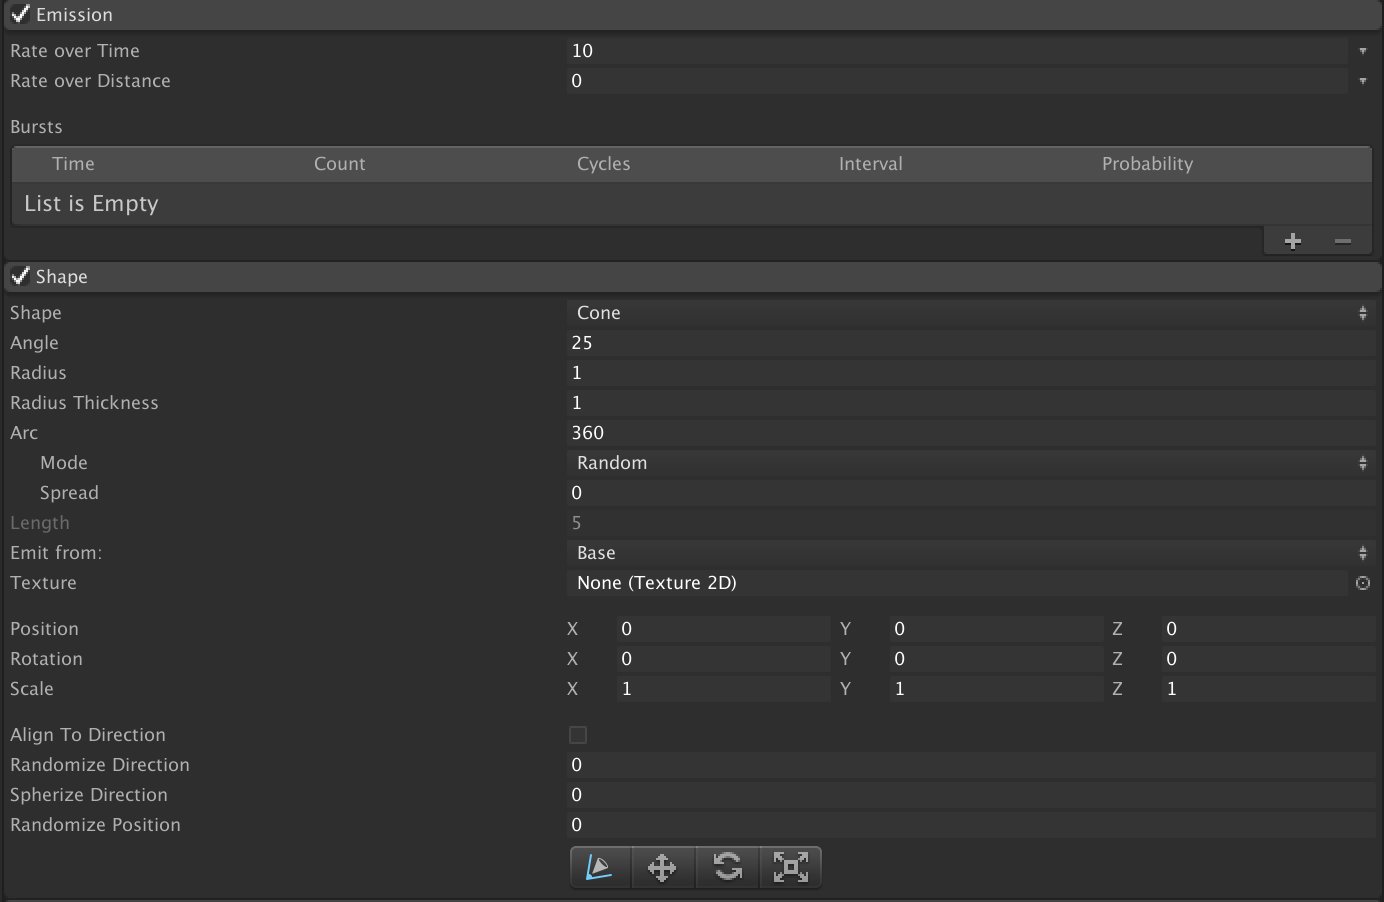 Emission
Rate over Time 10
Rate over Distance 0
Bursts
Time Count Cycles Interval Probability
List is Empty
Shape
Shape Cone
Angle 25
Radius 1
Radius Thickness 1
Arc 360
Mode Random
Spread 0
Length 5
Emit from: Base
Texture None (Texture 2D)
Position X 0 Y 0 Z 0
Rotation X 0 Y 0 Z 0
Scale X 1 Y 1 Z 1
Align To Direction
Randomize Direction 0
Spherize Direction 0
Randomize Position 0